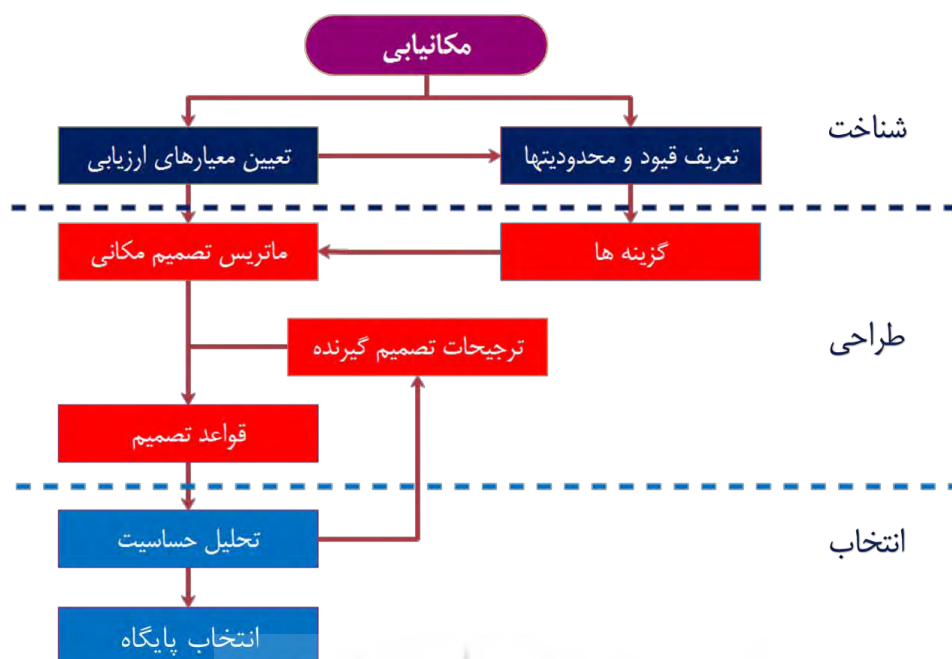 مکانیابی
شناخت
تعریف قیود و محدودیتها
تعیین معیارهای ارزیابی
گزینه ها
ماتریس تصمیم مکانی
طراحی
ترجیحات تصمیم گیرنده
قواعد تصمیم
انتخاب
تحلیل حساسیت
انتخاب پایگاه